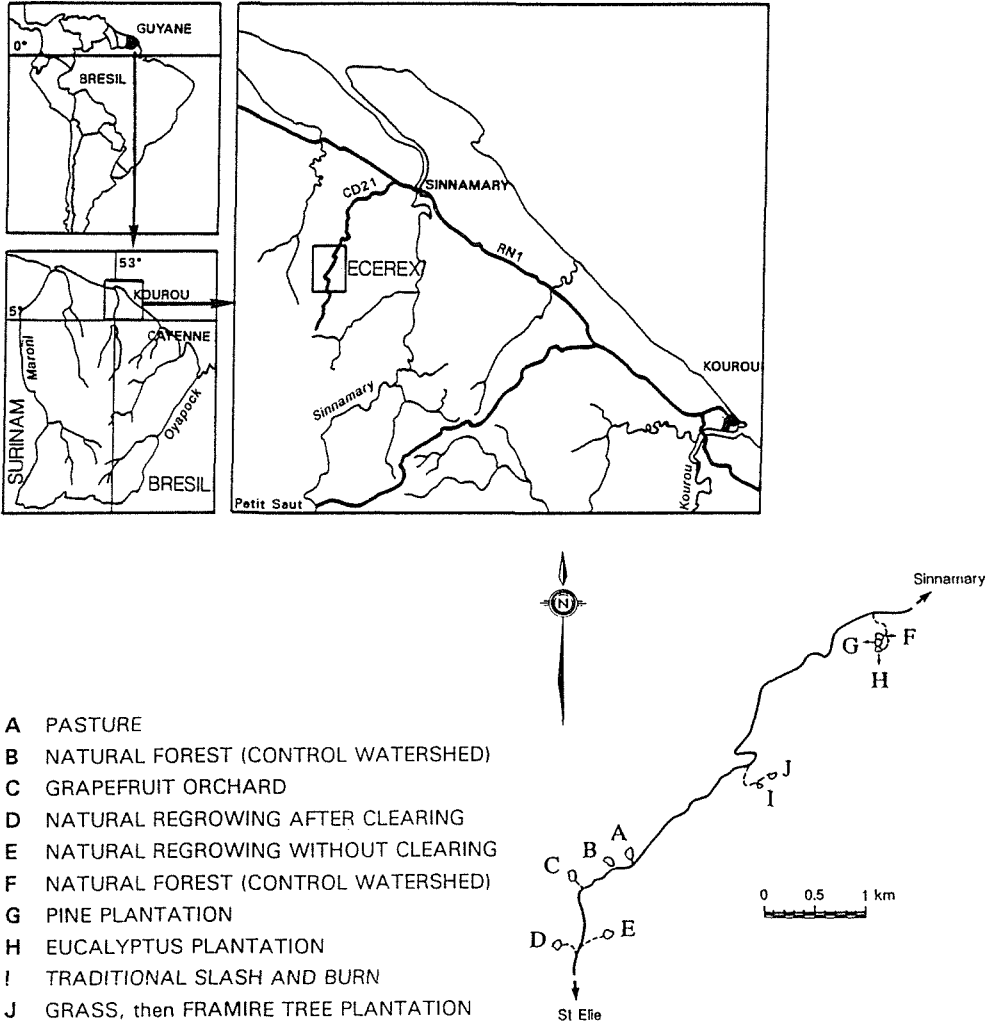 GUYANE
0°
BRESIL
53°
KOUROU
5°
CAYENNE
Maroni
Oyapock
SURINAM
BRESIL
CD21
SINNAMARY
RN1
ECEREX
KOUROU
Sinnamary
Kourou
Petit Saut
N
Sinnamary
F
G
H
J
I
A
B
C
D
E
0 0.5 1 km
St Elie
A PASTURE
B NATURAL FOREST (CONTROL WATERSHED)
C GRAPEFRUIT ORCHARD
D NATURAL REGROWING AFTER CLEARING
E NATURAL REGROWING WITHOUT CLEARING
F NATURAL FOREST (CONTROL WATERSHED)
G PINE PLANTATION
H EUCALYPTUS PLANTATION
I TRADITIONAL SLASH AND BURN
J GRASS, then FRAMIRE TREE PLANTATION